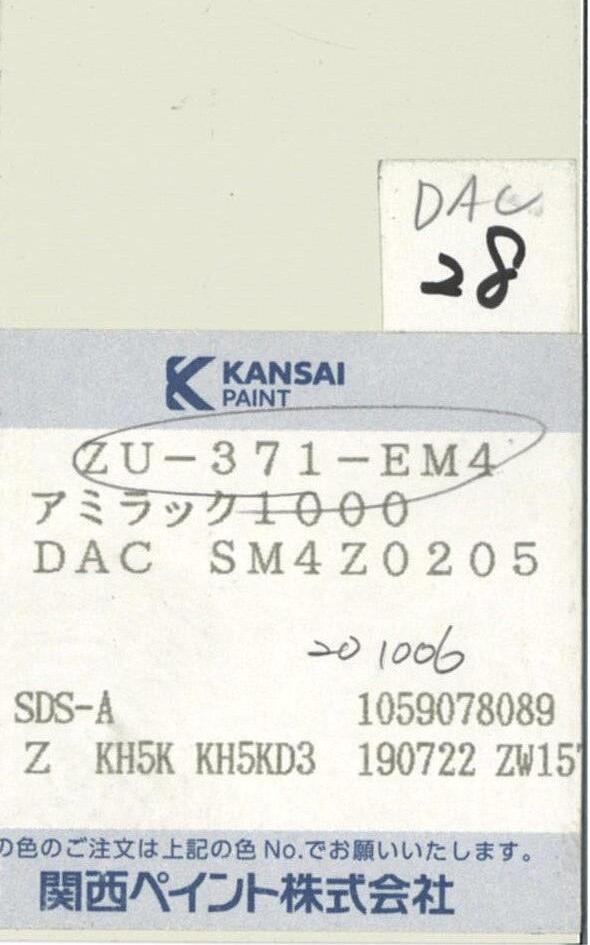 DAC
28
KANSAI
PAINT
ZU-371-EM4
アミラック1000
DAC SM4Z0205
201006
SDS-A 1059078089
Z KH5K KH5KD3 190722 ZW157
の色のご注文は上記の色No.でお願いいたします。
関西ペイント株式会社